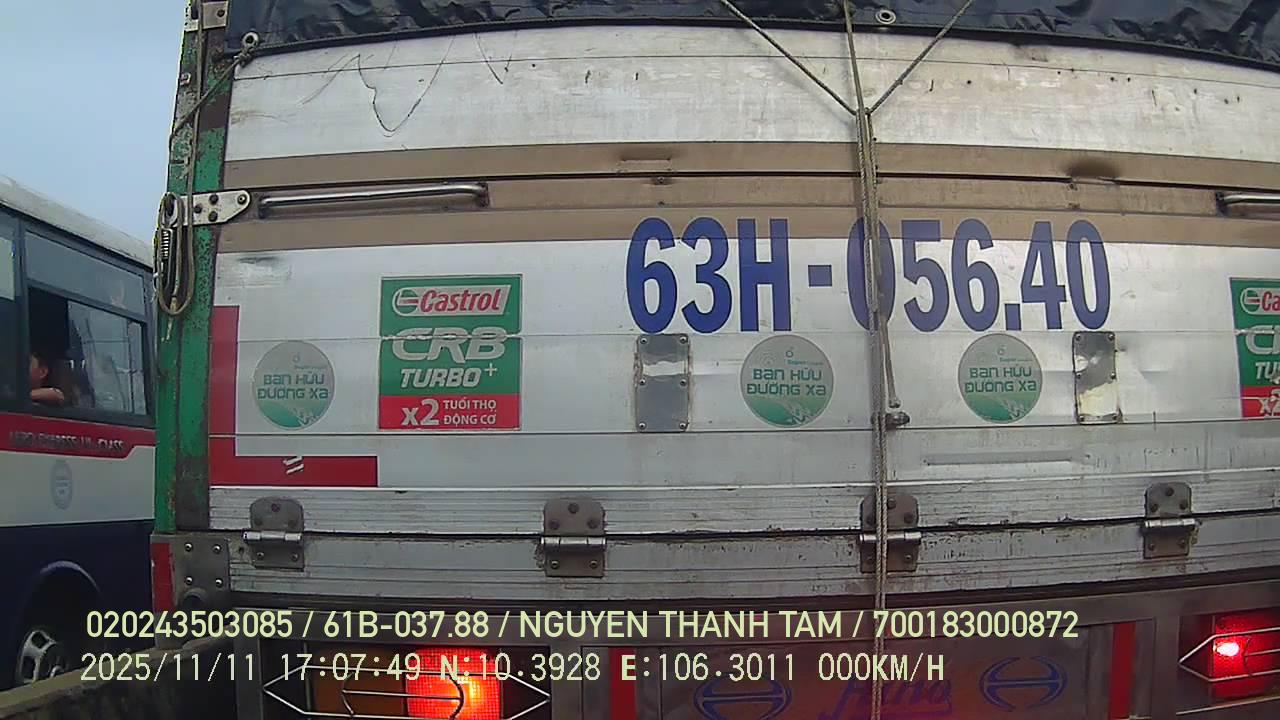 63H-056.40
Castrol
CRB
TURBO+
x2 TUỔI THỌ
ĐỘNG CƠ
BẠN HỮU
ĐƯỜNG XA
BẠN HỮU
ĐƯỜNG XA
BẠN HỮU
ĐƯỜNG XA
020243503085 / 61B-037.88 / NGUYEN THANH TAM / 700183000872
2025/11/11 17:07:49 N:10.3928 E:106.3011 000KM/H